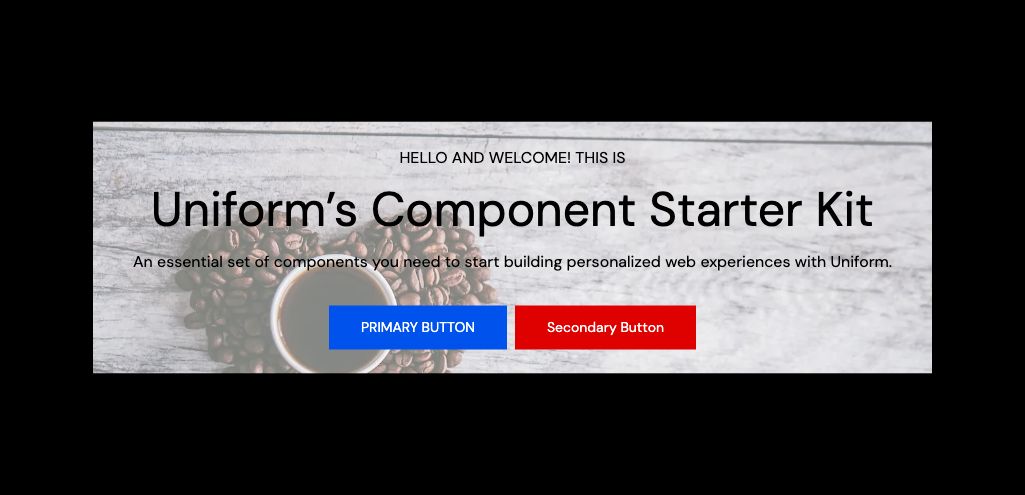 HELLO AND WELCOME! THIS IS
Uniform’s Component Starter Kit
An essential set of components you need to start building personalized web experiences with Uniform.
PRIMARY BUTTON
Secondary Button